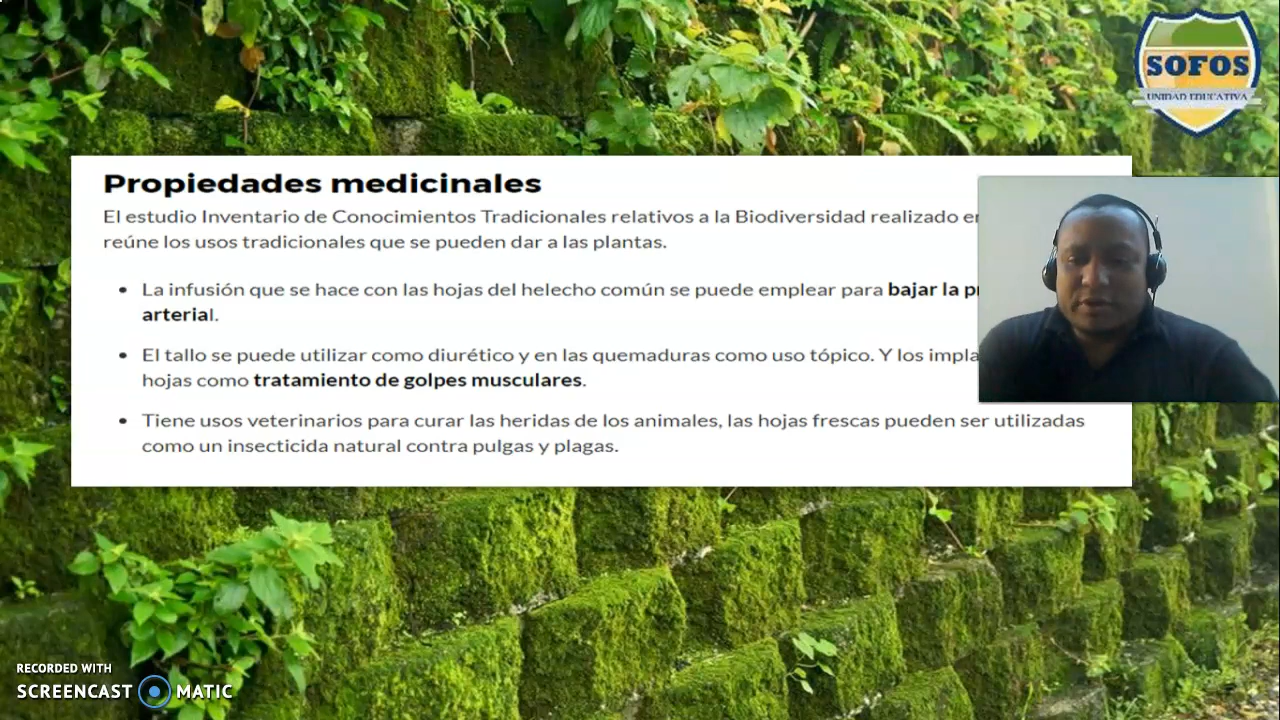 SOFOS
UNIDAD EDUCATIVA
Propiedades medicinales
El estudio Inventario de Conocimientos Tradicionales relativos a la Biodiversidad realizado
reúne los usos tradicionales que se pueden dar a las plantas.
• La infusión que se hace con las hojas del helecho común se puede emplear para bajar la
arterial.
• El tallo se puede utilizar como diurético y en las quemaduras como uso tópico. Y los
hojas como tratamiento de golpes musculares.
• Tiene usos veterinarios para curar las heridas de los animales, las hojas frescas pueden ser utilizadas
como un insecticida natural contra pulgas y plagas.
RECORDED WITH
SCREENCAST MATIC